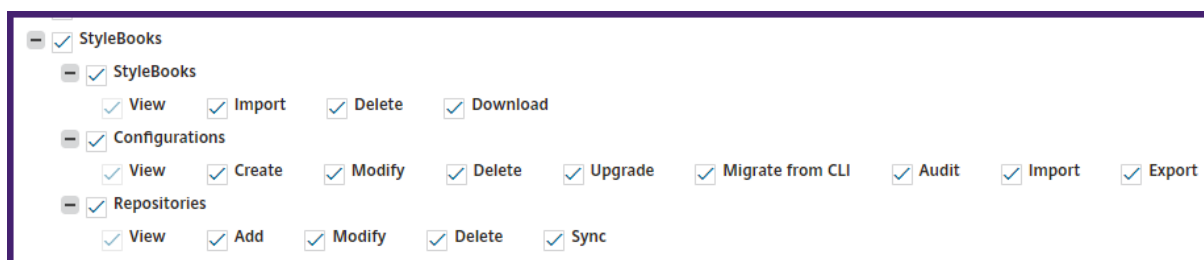 StyleBooks
StyleBooks
View Import Delete Download
Configurations
View Create Modify Delete Upgrade Migrate from CLI Audit Import Export
Repositories
View Add Modify Delete Sync